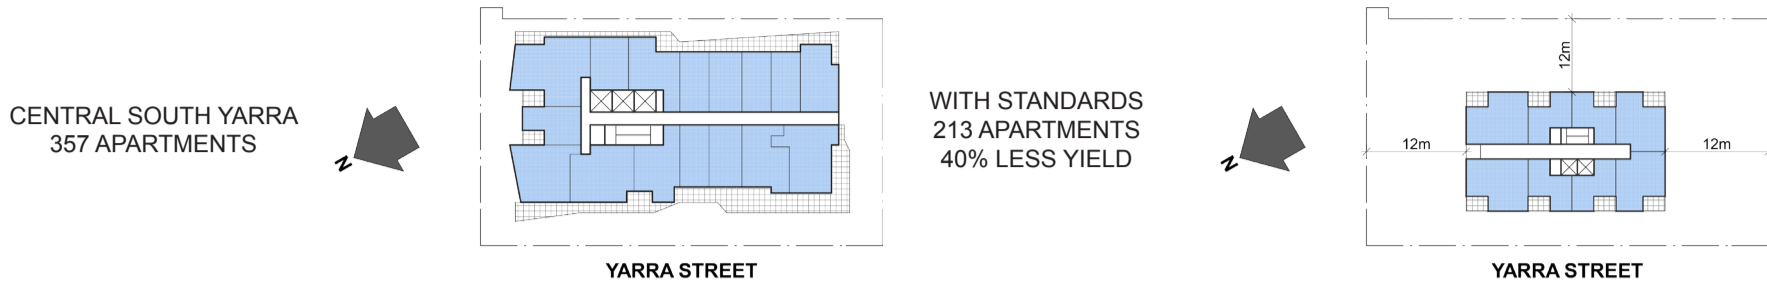 CENTRAL SOUTH YARRA
357 APARTMENTS
N
YARRA STREET
WITH STANDARDS
213 APARTMENTS
40% LESS YIELD
N
12m
12m
12m
YARRA STREET